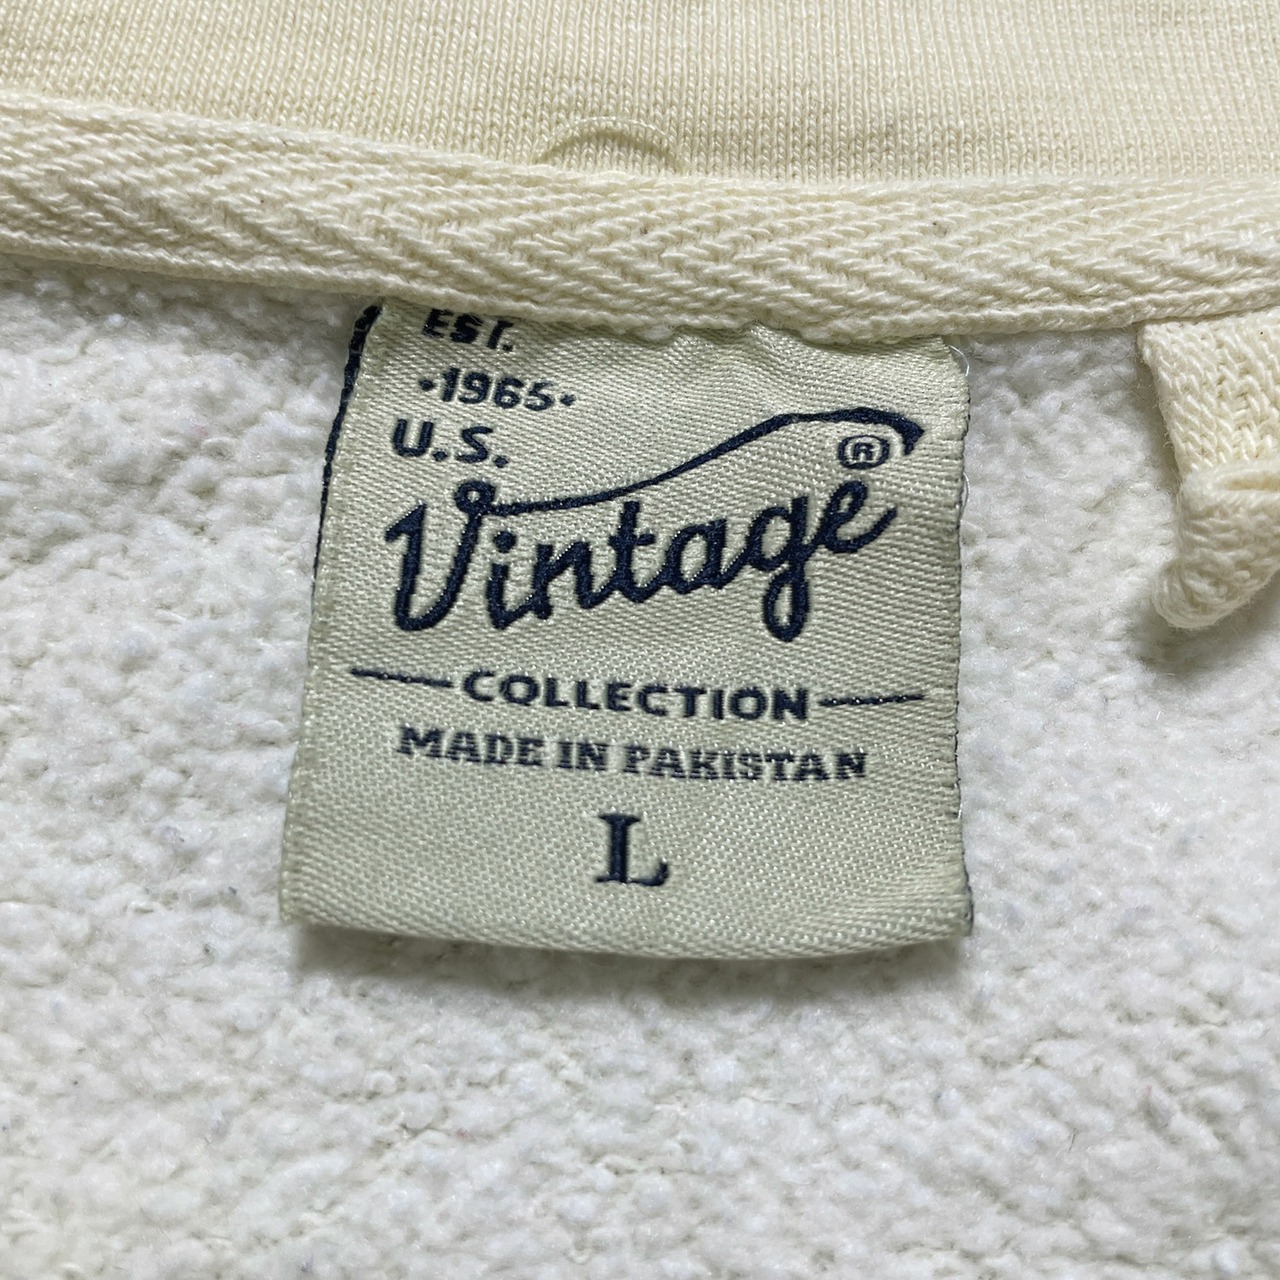 EST.
·1965·
U.S.
Vintage ®
COLLECTION
MADE IN PAKISTAN
L